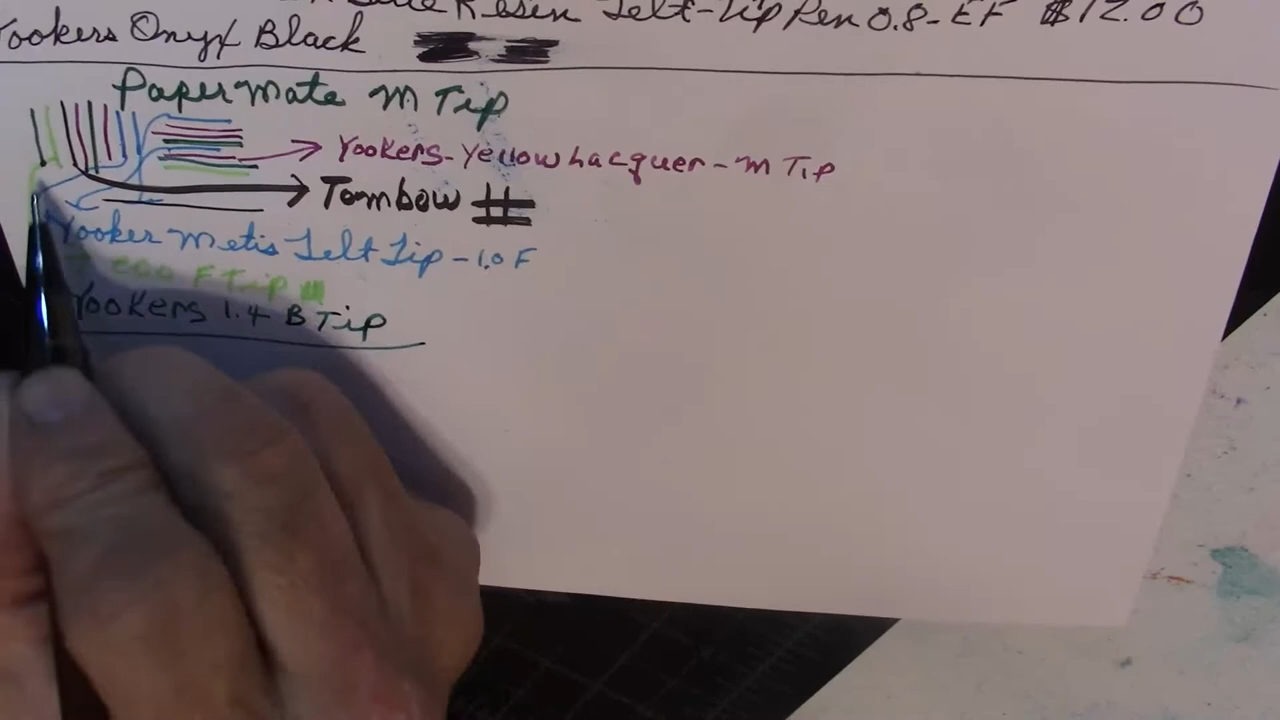 Resin Felt-Tip Pen 0.8-EF $12.00
Yookers Onyx Black
PaperMate M Tip
Yookers-Yellow Lacquer-M Tip
Tombow
Yooker Metis Felt Tip-1.0 F
F Tip
Yookers 1.4 B Tip